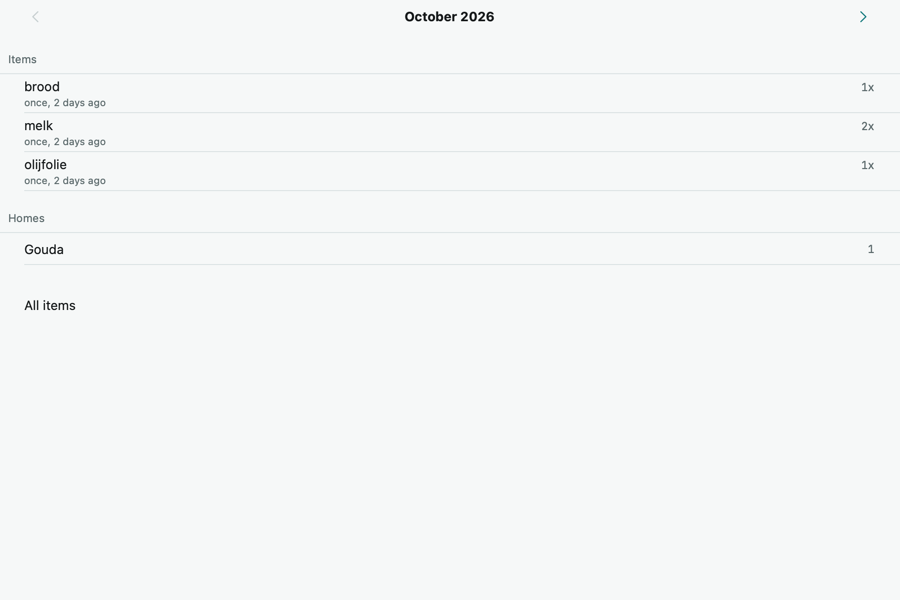 October 2026
Items
brood
1x
once, 2 days ago
melk
2x
once, 2 days ago
olijfolie
1x
once, 2 days ago
Homes
Gouda
1
All items